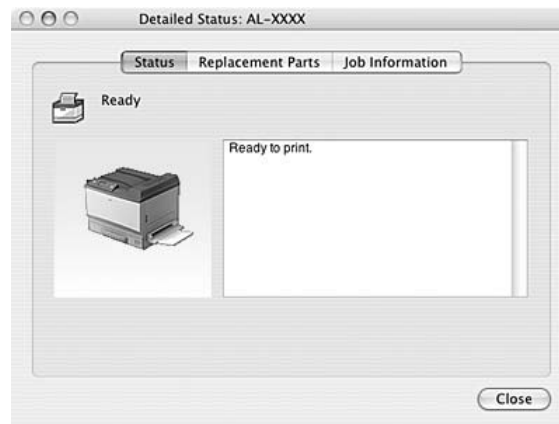 Detailed Status: AL-XXXX
Status Replacement Parts Job Information
Ready
Ready to print.
Close